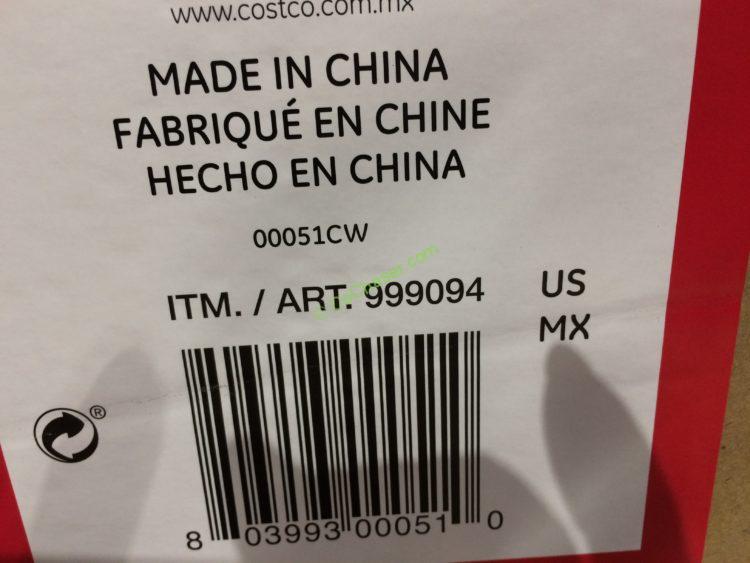 www.costco.com.mx
MADE IN CHINA
FABRIQUÉ EN CHINE
HECHO EN CHINA
00051CW
ITM. / ART. 999094
US
MX
®
8 03993 00051 0